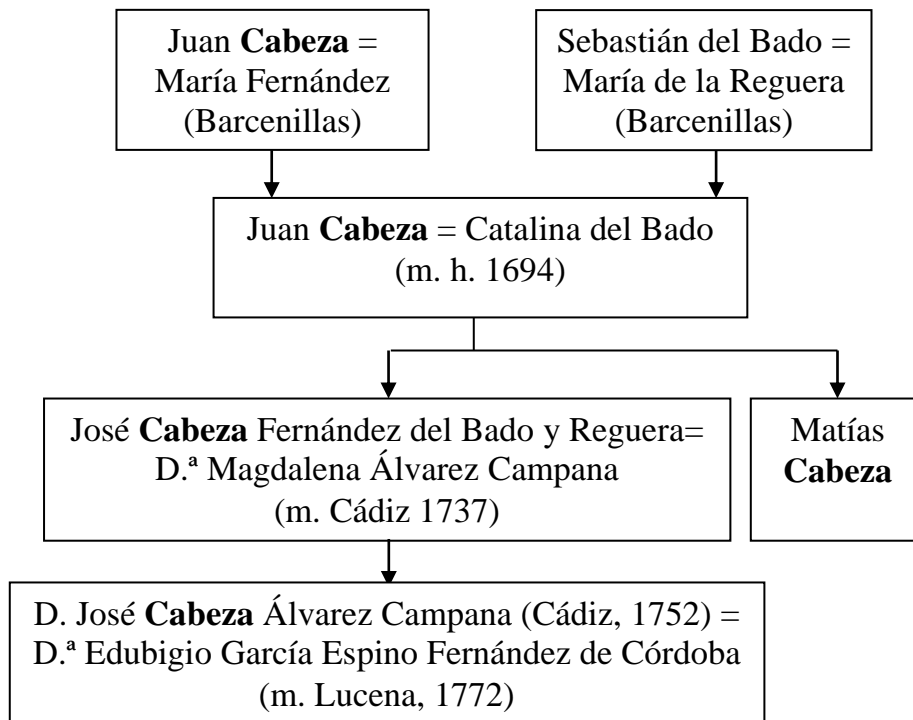 Juan Cabeza =
María Fernández
(Barcenillas)
Sebastián del Bado =
María de la Reguera
(Barcenillas)
Juan Cabeza = Catalina del Bado
(m. h. 1694)
José Cabeza Fernández del Bado y Reguera=
D.ª Magdalena Álvarez Campana
(m. Cádiz 1737)
Matías
Cabeza
D. José Cabeza Álvarez Campana (Cádiz, 1752) =
D.ª Edubigio García Espino Fernández de Córdoba
(m. Lucena, 1772)